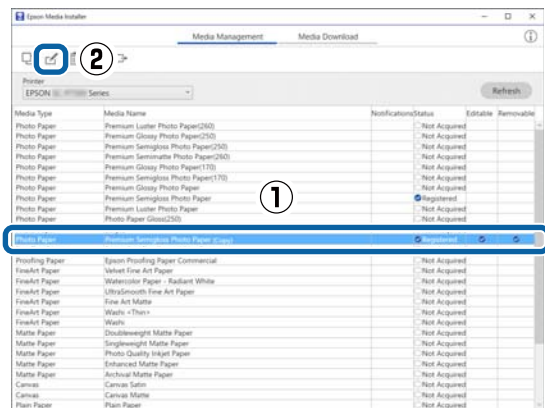 Epson Media Installer
Media Management Media Download
②
Printer
EPSON Series
Refresh
Media Type Media Name Notifications Status Editable Removable
Photo Paper Premium Luster Photo Paper(260) Not Acquired
Photo Paper Premium Glossy Photo Paper(250) Not Acquired
Photo Paper Premium Semigloss Photo Paper(250) Not Acquired
Photo Paper Premium Semimatte Photo Paper(260) Not Acquired
Photo Paper Premium Glossy Photo Paper(170) Not Acquired
Photo Paper Premium Semigloss Photo Paper(170) Not Acquired
Photo Paper Premium Glossy Photo Paper Not Acquired
Photo Paper Premium Semigloss Photo Paper Registered
Photo Paper Premium Luster Photo Paper Not Acquired
Photo Paper Photo Paper Gloss(250) Not Acquired
①
Photo Paper Premium Semigloss Photo Paper (Copy) Registered
Proofing Paper Epson Proofing Paper Commercial Not Acquired
FineArt Paper Velvet Fine Art Paper Not Acquired
FineArt Paper Watercolor Paper - Radiant White Not Acquired
FineArt Paper UltraSmooth Fine Art Paper Not Acquired
FineArt Paper Fine Art Matte Not Acquired
FineArt Paper Washi <Thin> Not Acquired
FineArt Paper Washi Not Acquired
Matte Paper Doubleweight Matte Paper Not Acquired
Matte Paper Singleweight Matte Paper Not Acquired
Matte Paper Photo Quality Inkjet Paper Not Acquired
Matte Paper Enhanced Matte Paper Not Acquired
Matte Paper Archival Matte Paper Not Acquired
Canvas Canvas Satin Not Acquired
Canvas Canvas Matte Not Acquired
Plain Paper Plain Paper Not Acquired